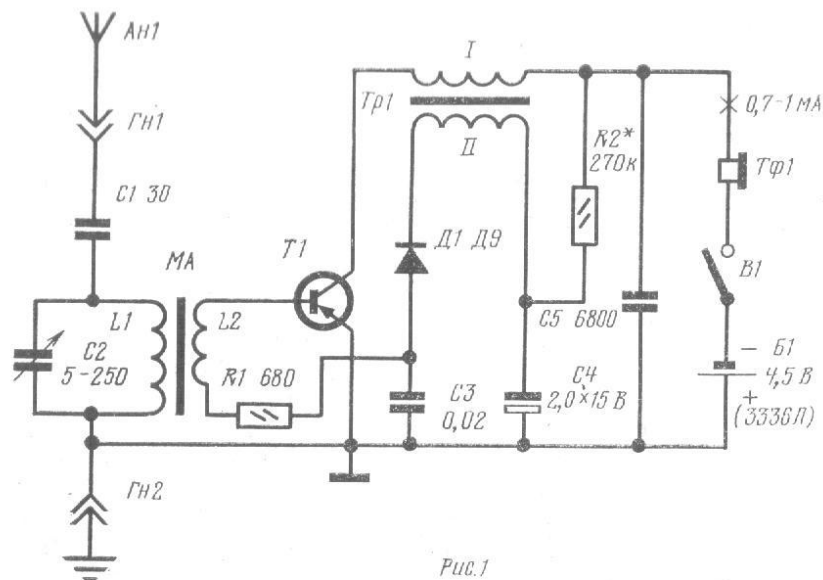 Ан1
Гн1
С1 30
МА
L1
L2
С2
5-250
R1 680
Т1
Тр1
I
II
Д1 Д9
R2*
270к
С3
0,02
С4
2,0×15 В
С5 6800
0,7-1 мА
Тф1
В1
− Б1
4,5 В
+
(3336Л)
Гн2
Рис.1